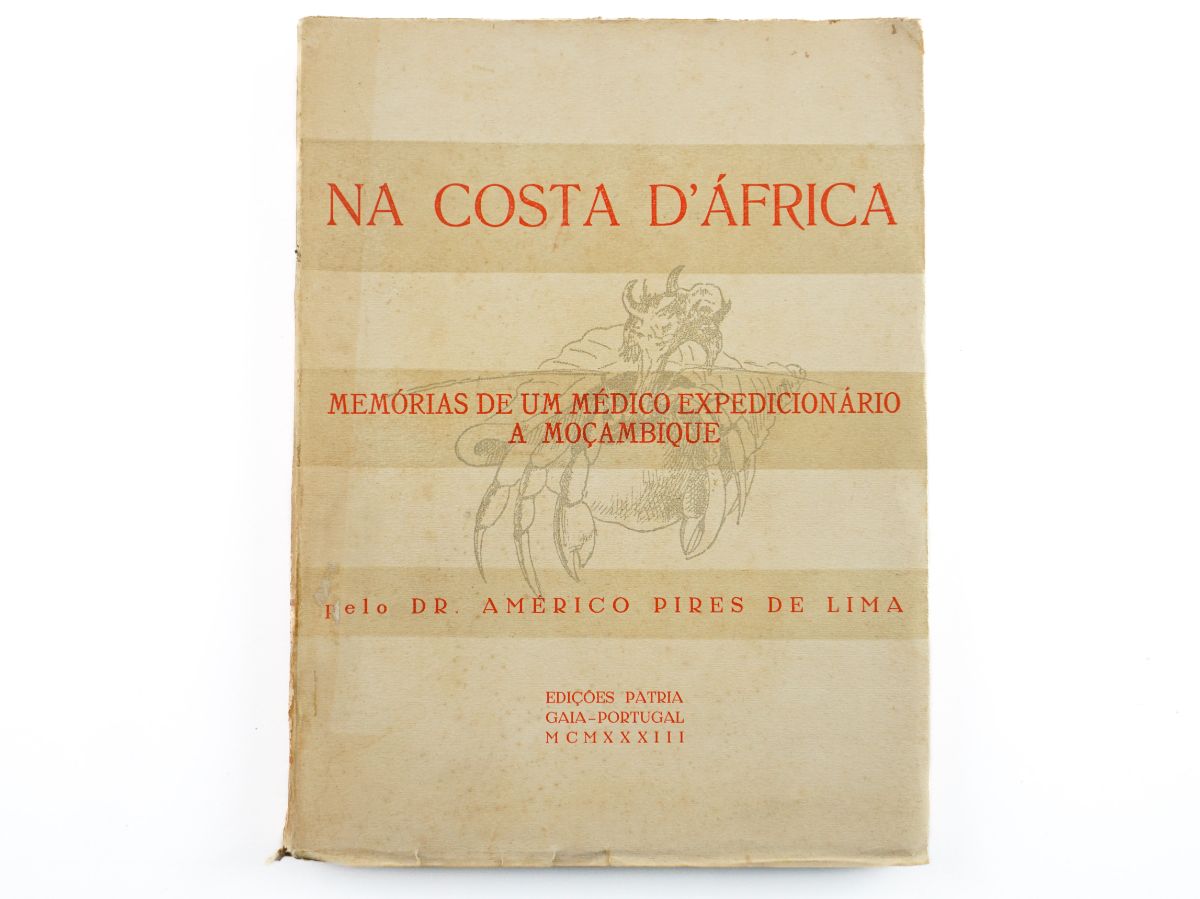 NA COSTA D'ÁFRICA
MEMÓRIAS DE UM MÉDICO EXPEDICIONÁRIO
A MOÇAMBIQUE
pelo DR. AMÉRICO PIRES DE LIMA
EDIÇÕES PATRIA
GAIA-PORTUGAL
MCMXXXIII